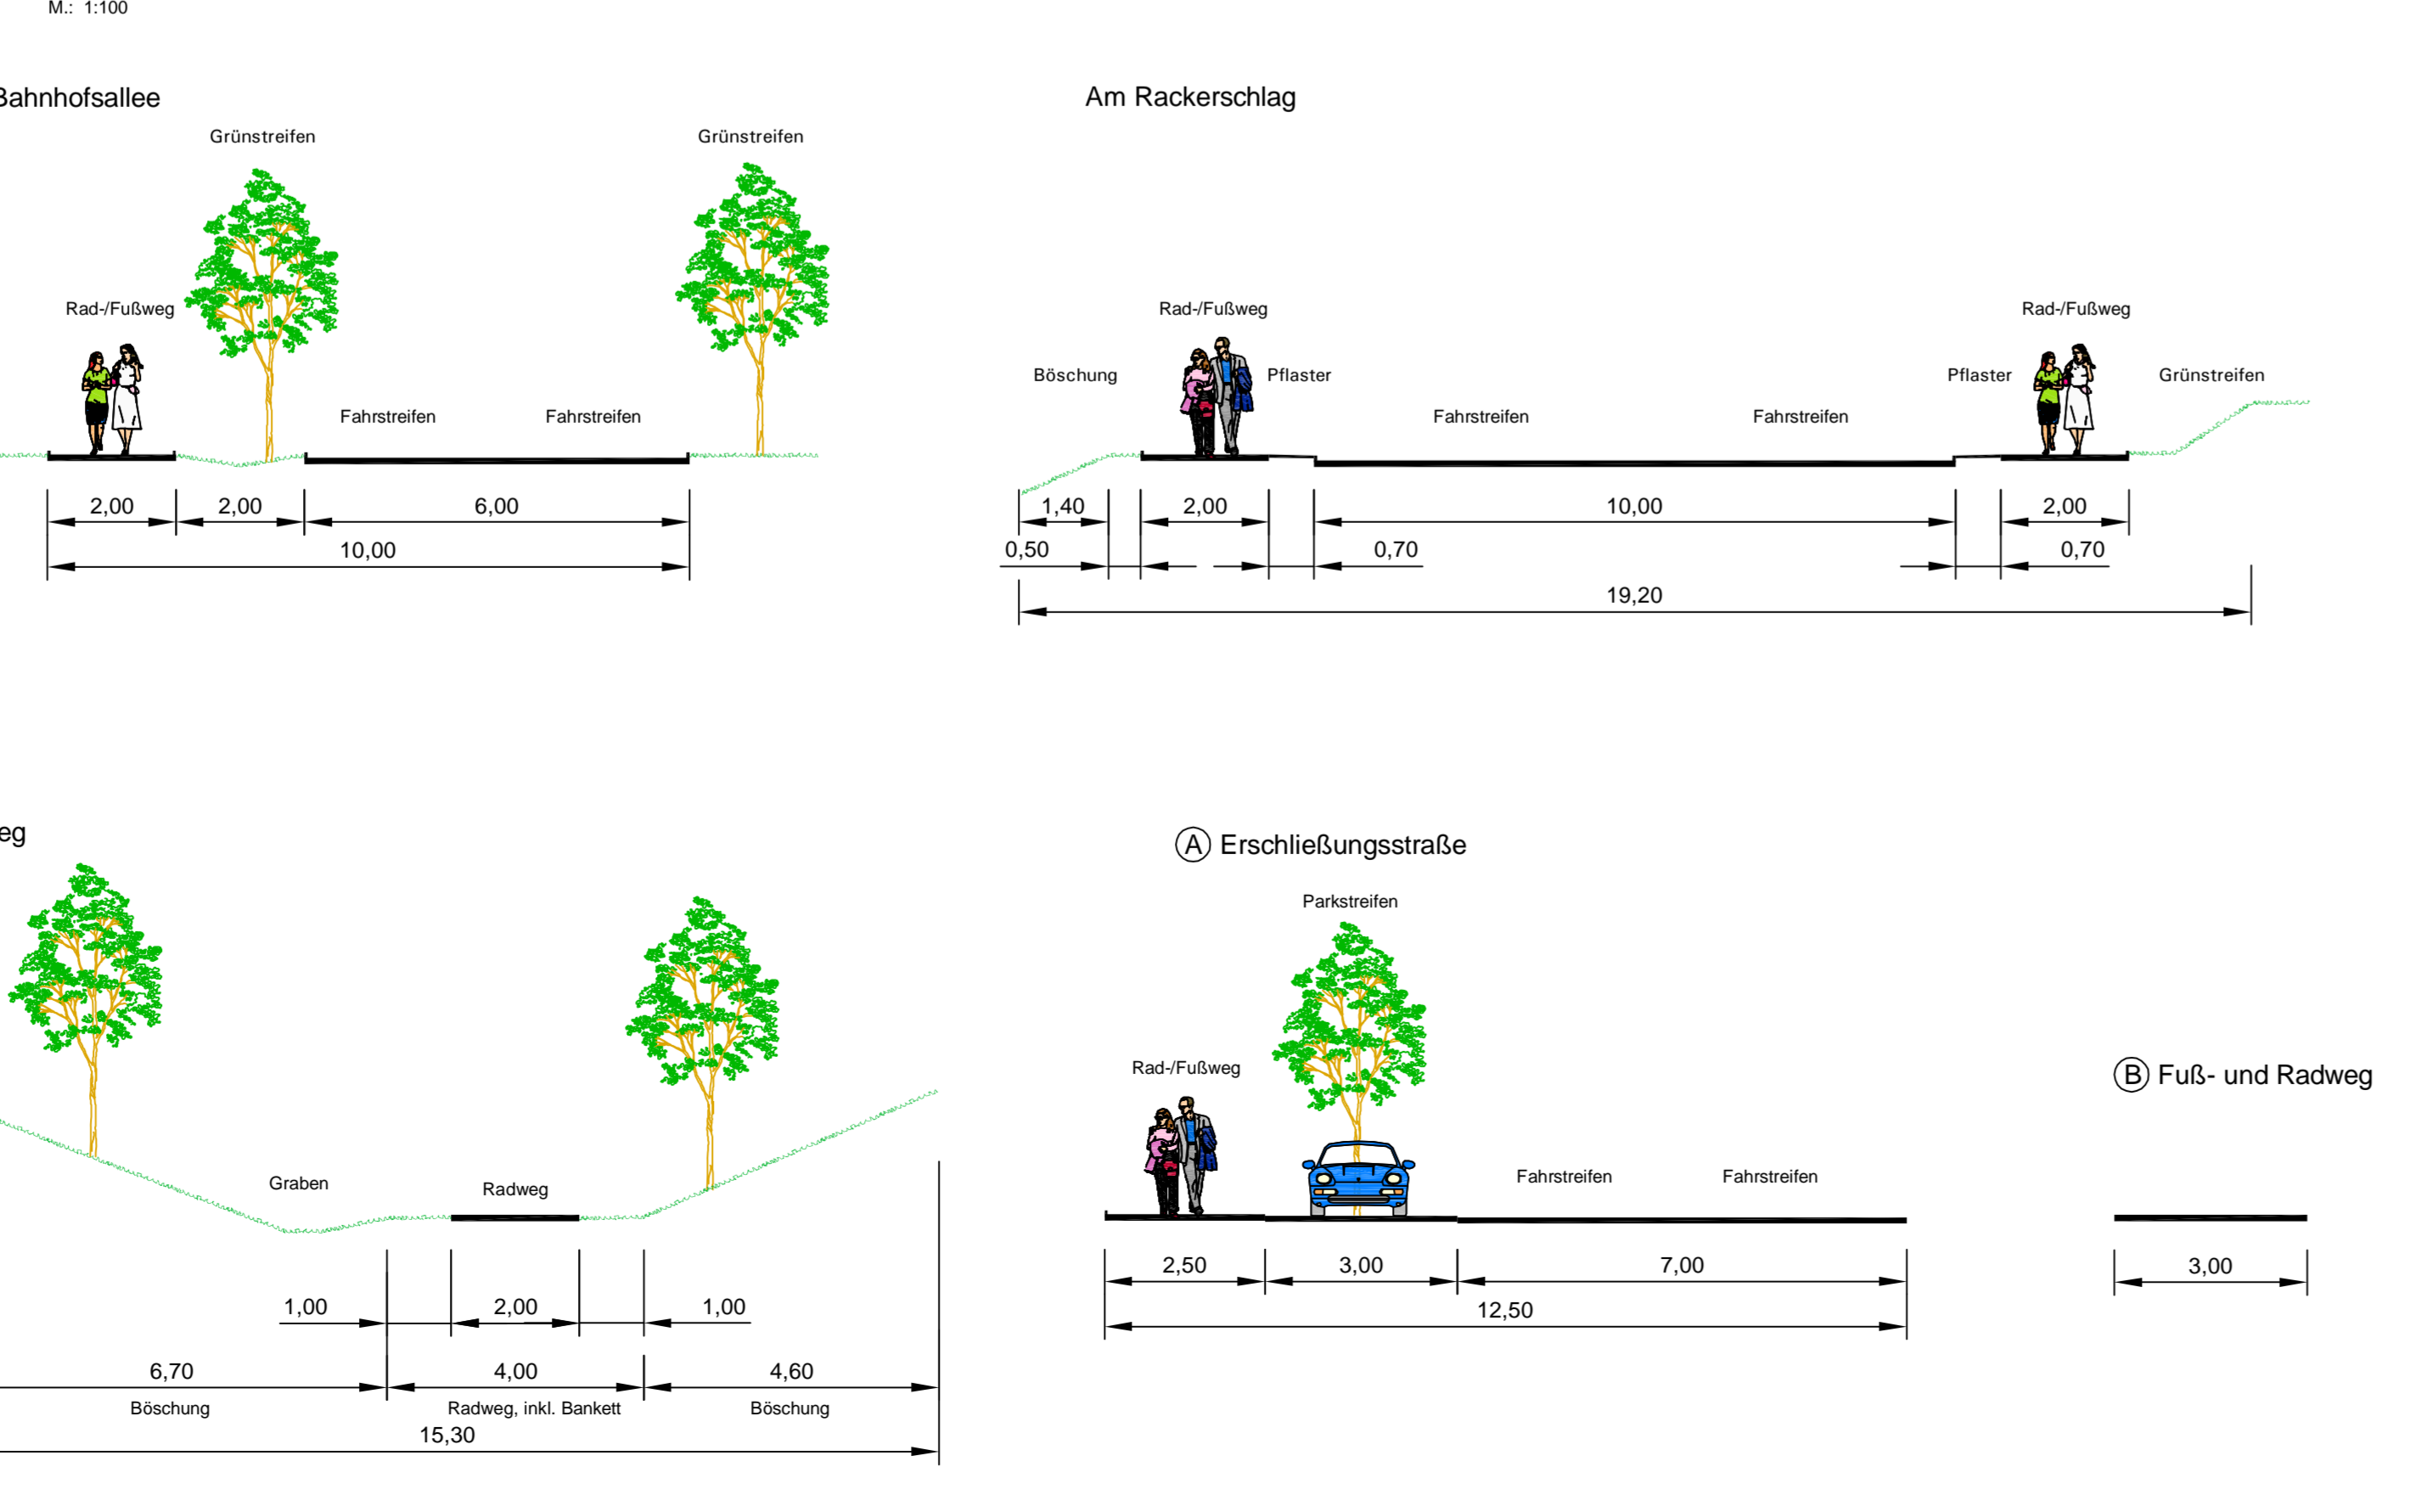 M.: 1:100
Bahnhofsallee
Grünstreifen
Grünstreifen
Rad-/Fußweg
Fahrstreifen
Fahrstreifen
2,00
2,00
6,00
10,00
Am Rackerschlag
Rad-/Fußweg
Rad-/Fußweg
Böschung
Pflaster
Pflaster
Grünstreifen
Fahrstreifen
Fahrstreifen
1,40
2,00
10,00
2,00
0,50
0,70
0,70
19,20
eg
Graben
Radweg
1,00
2,00
1,00
6,70
4,00
4,60
Böschung
Radweg, inkl. Bankett
Böschung
15,30
A Erschließungsstraße
Parkstreifen
Rad-/Fußweg
Fahrstreifen
Fahrstreifen
2,50
3,00
7,00
12,50
B Fuß- und Radweg
3,00